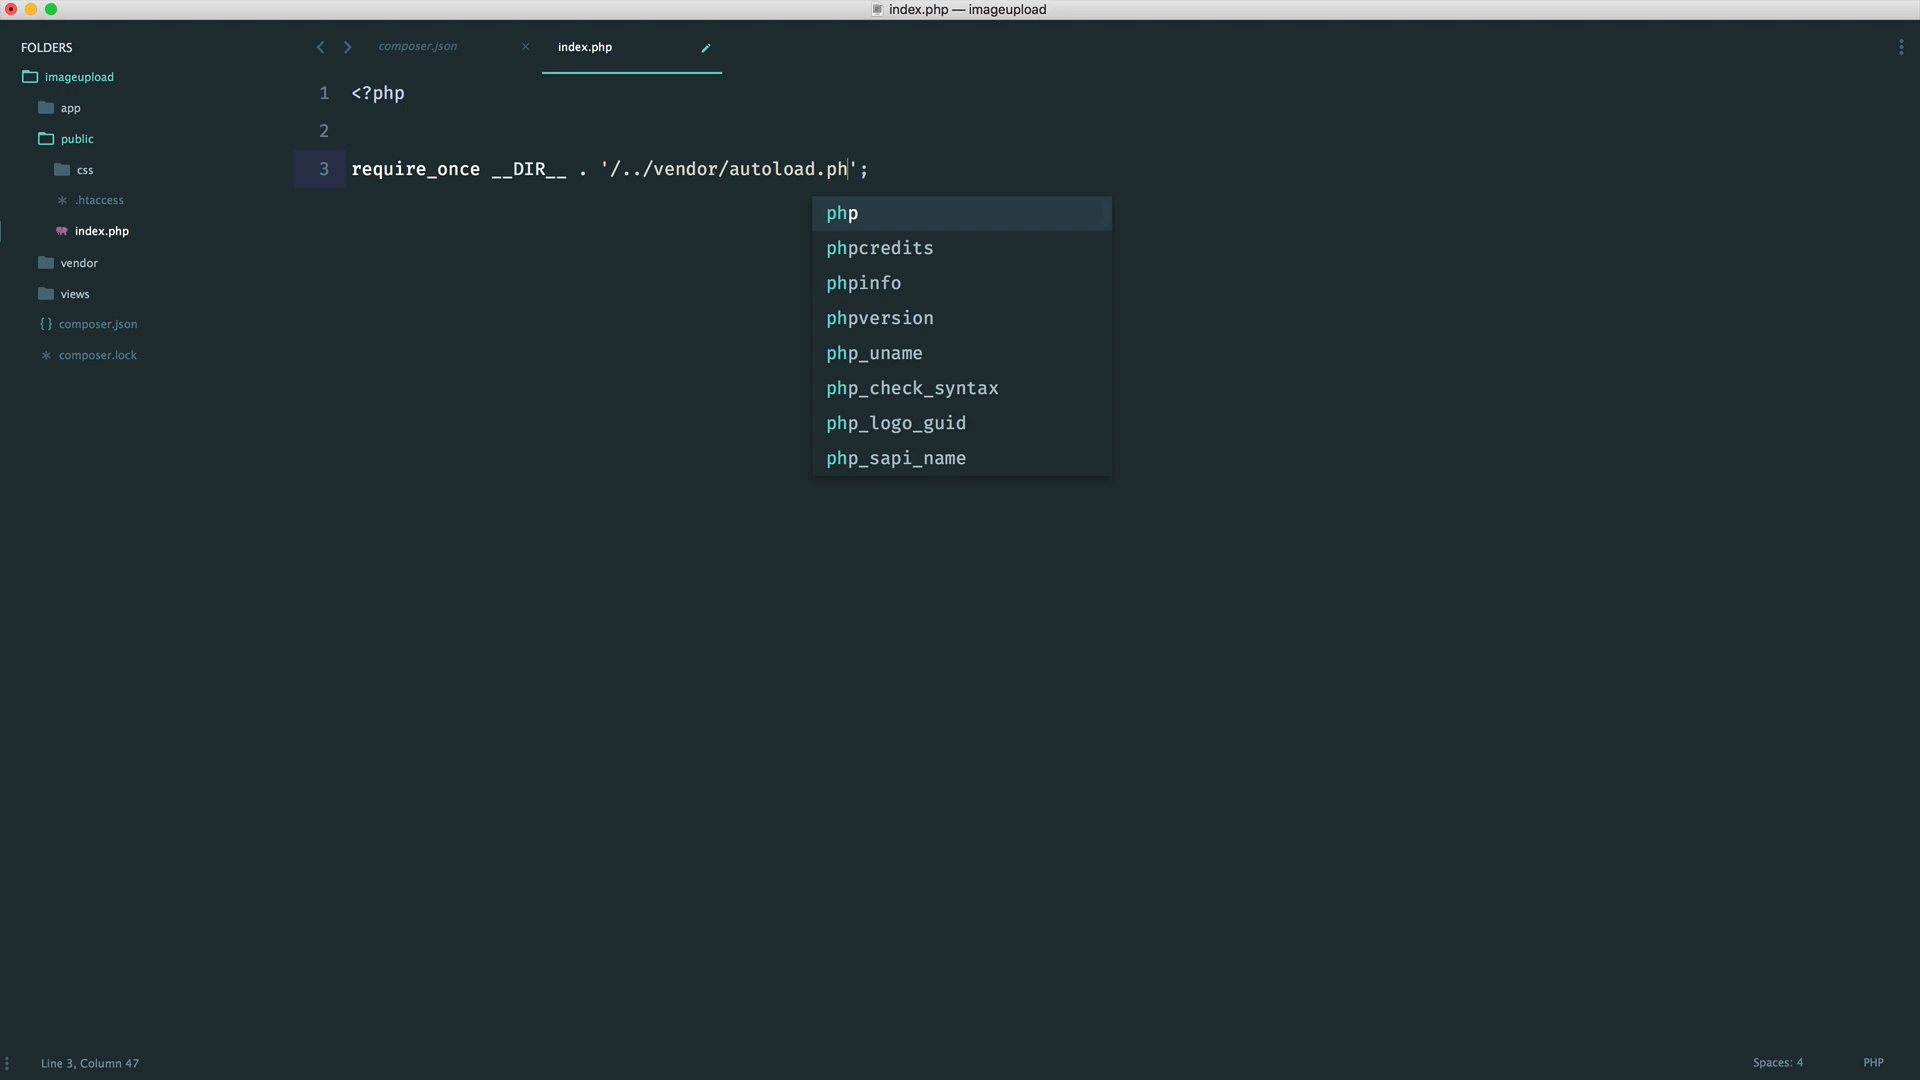 index.php — imageupload
FOLDERS
imageupload
app
public
css
.htaccess
index.php
vendor
views
{} composer.json
composer.lock
composer.json
index.php
1 <?php
2
3 require_once __DIR__ . '/../vendor/autoload.ph';
php
phpcredits
phpinfo
phpversion
php_uname
php_check_syntax
php_logo_guid
php_sapi_name
Line 3, Column 47
Spaces: 4
PHP